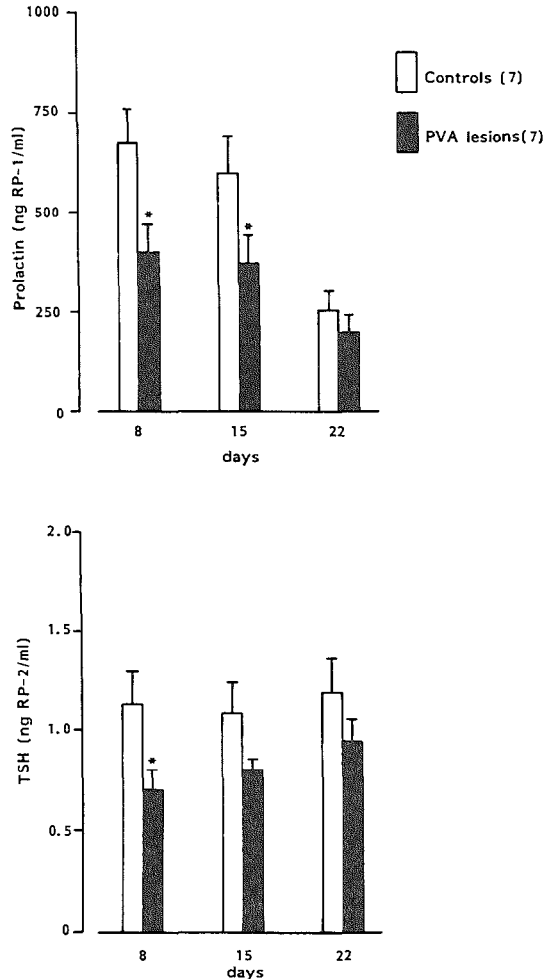 1000
750
500
250
0
Prolactin (ng RP-1/ml)
Controls (7)
PVA lesions(7)
*
*
8 15 22
days
2.0
1.5
1.0
0.5
0
TSH (ng RP-2/ml)
*
8 15 22
days